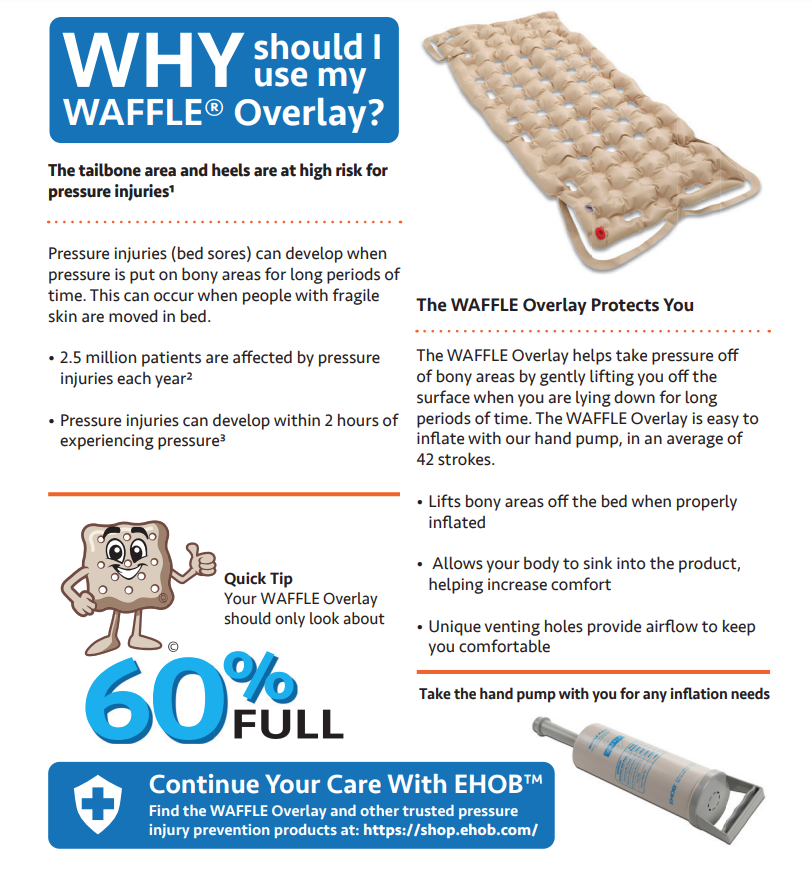 WHY should I
use my
WAFFLE® Overlay?
The tailbone area and heels are at high risk for
pressure injuries¹
Pressure injuries (bed sores) can develop when
pressure is put on bony areas for long periods of
time. This can occur when people with fragile
skin are moved in bed.
• 2.5 million patients are affected by pressure
injuries each year²
• Pressure injuries can develop within 2 hours of
experiencing pressure³
Quick Tip
Your WAFFLE Overlay
should only look about
©
60%
FULL
The WAFFLE Overlay Protects You
The WAFFLE Overlay helps take pressure off
of bony areas by gently lifting you off the
surface when you are lying down for long
periods of time. The WAFFLE Overlay is easy to
inflate with our hand pump, in an average of
42 strokes.
• Lifts bony areas off the bed when properly
inflated
• Allows your body to sink into the product,
helping increase comfort
• Unique venting holes provide airflow to keep
you comfortable
Take the hand pump with you for any inflation needs
EHOB
Continue Your Care With EHOB™
Find the WAFFLE Overlay and other trusted pressure
injury prevention products at: https://shop.ehob.com/